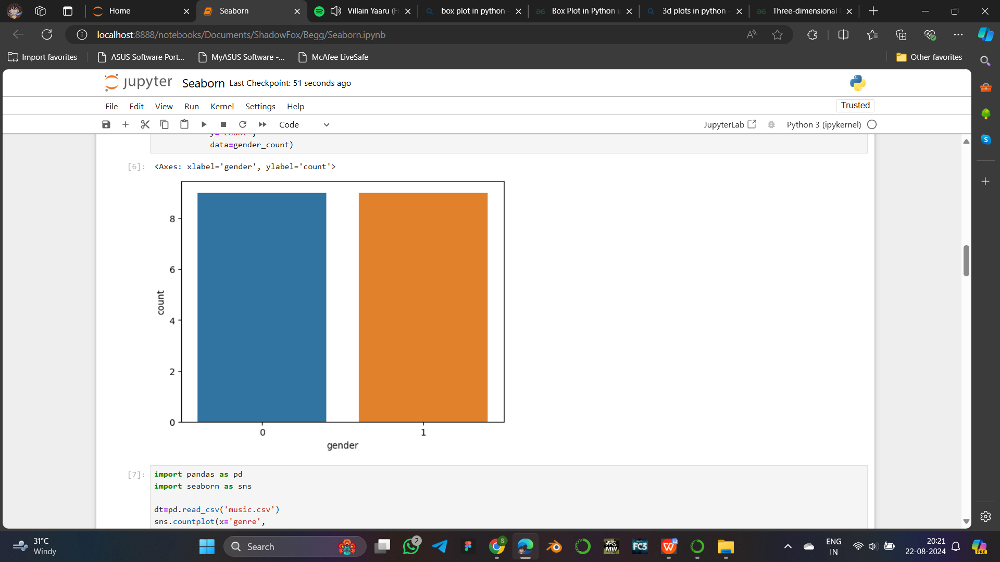 Home
Seaborn
Villain Yaaru (F
box plot in python -
Box Plot in Python u
3d plots in python -
Three-dimensional
localhost:8888/notebooks/Documents/ShadowFox/Begg/Seaborn.ipynb
Import favorites
ASUS Software Port...
MyASUS Software -...
McAfee LiveSafe
Other favorites
jupyter Seaborn Last Checkpoint: 51 seconds ago
File Edit View Run Kernel Settings Help
Trusted
Code
JupyterLab
Python 3 (ipykernel)
y='count',
data=gender_count)
[6]: <Axes: xlabel='gender', ylabel='count'>
8
6
4
2
0
count
0 1
gender
[7]: import pandas as pd
import seaborn as sns
dt=pd.read_csv('music.csv')
sns.countplot(x='genre',
31°C
Windy
Search
2
S
MW
FC3
W
ENG
IN
20:21
22-08-2024
PRE